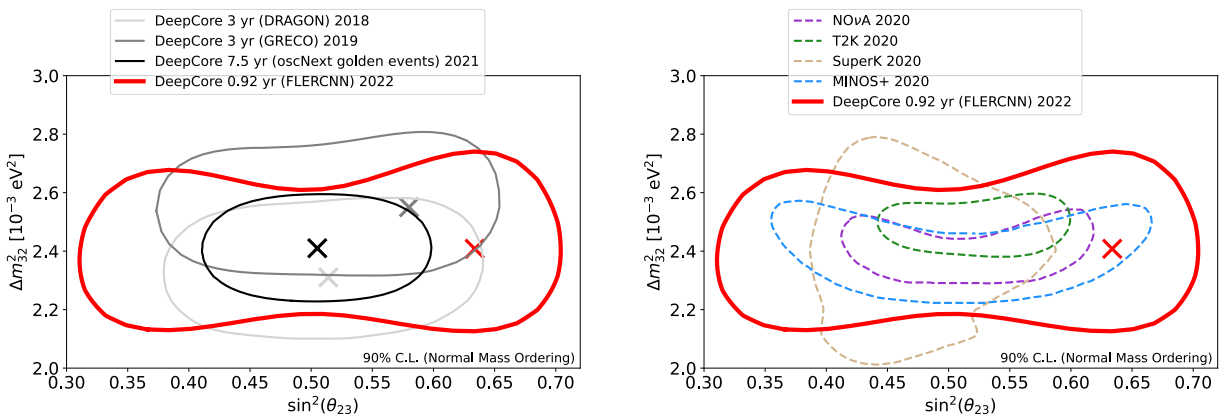 DeepCore 3 yr (DRAGON) 2018
DeepCore 3 yr (GRECO) 2019
DeepCore 7.5 yr (oscNext golden events) 2021
DeepCore 0.92 yr (FLERCNN) 2022
3.0
2.8
2.6
2.4
2.2
2.0
Δm²₃₂ [10⁻³ eV²]
90% C.L. (Normal Mass Ordering)
0.30 0.35 0.40 0.45 0.50 0.55 0.60 0.65 0.70
sin²(θ₂₃)
NOνA 2020
T2K 2020
SuperK 2020
MINOS+ 2020
DeepCore 0.92 yr (FLERCNN) 2022
3.0
2.8
2.6
2.4
2.2
2.0
Δm²₃₂ [10⁻³ eV²]
90% C.L. (Normal Mass Ordering)
0.30 0.35 0.40 0.45 0.50 0.55 0.60 0.65 0.70
sin²(θ₂₃)